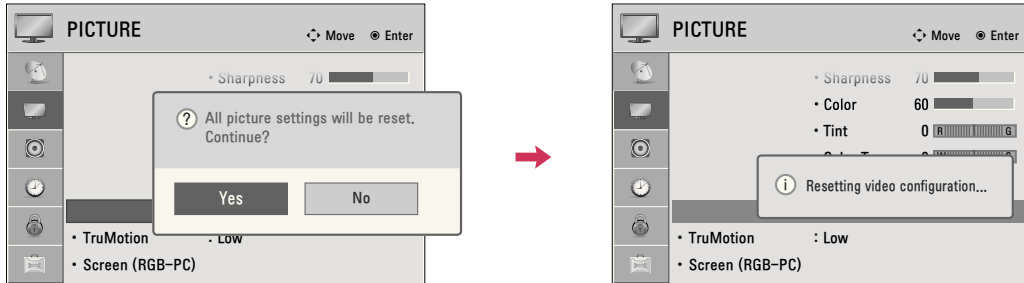 PICTURE
Move Enter
• Sharpness 70
All picture settings will be reset.
Continue?
Yes No
• TruMotion : Low
• Screen (RGB-PC)
PICTURE
Move Enter
• Sharpness 70
• Color 60
• Tint 0 R G
Resetting video configuration...
• TruMotion : Low
• Screen (RGB-PC)